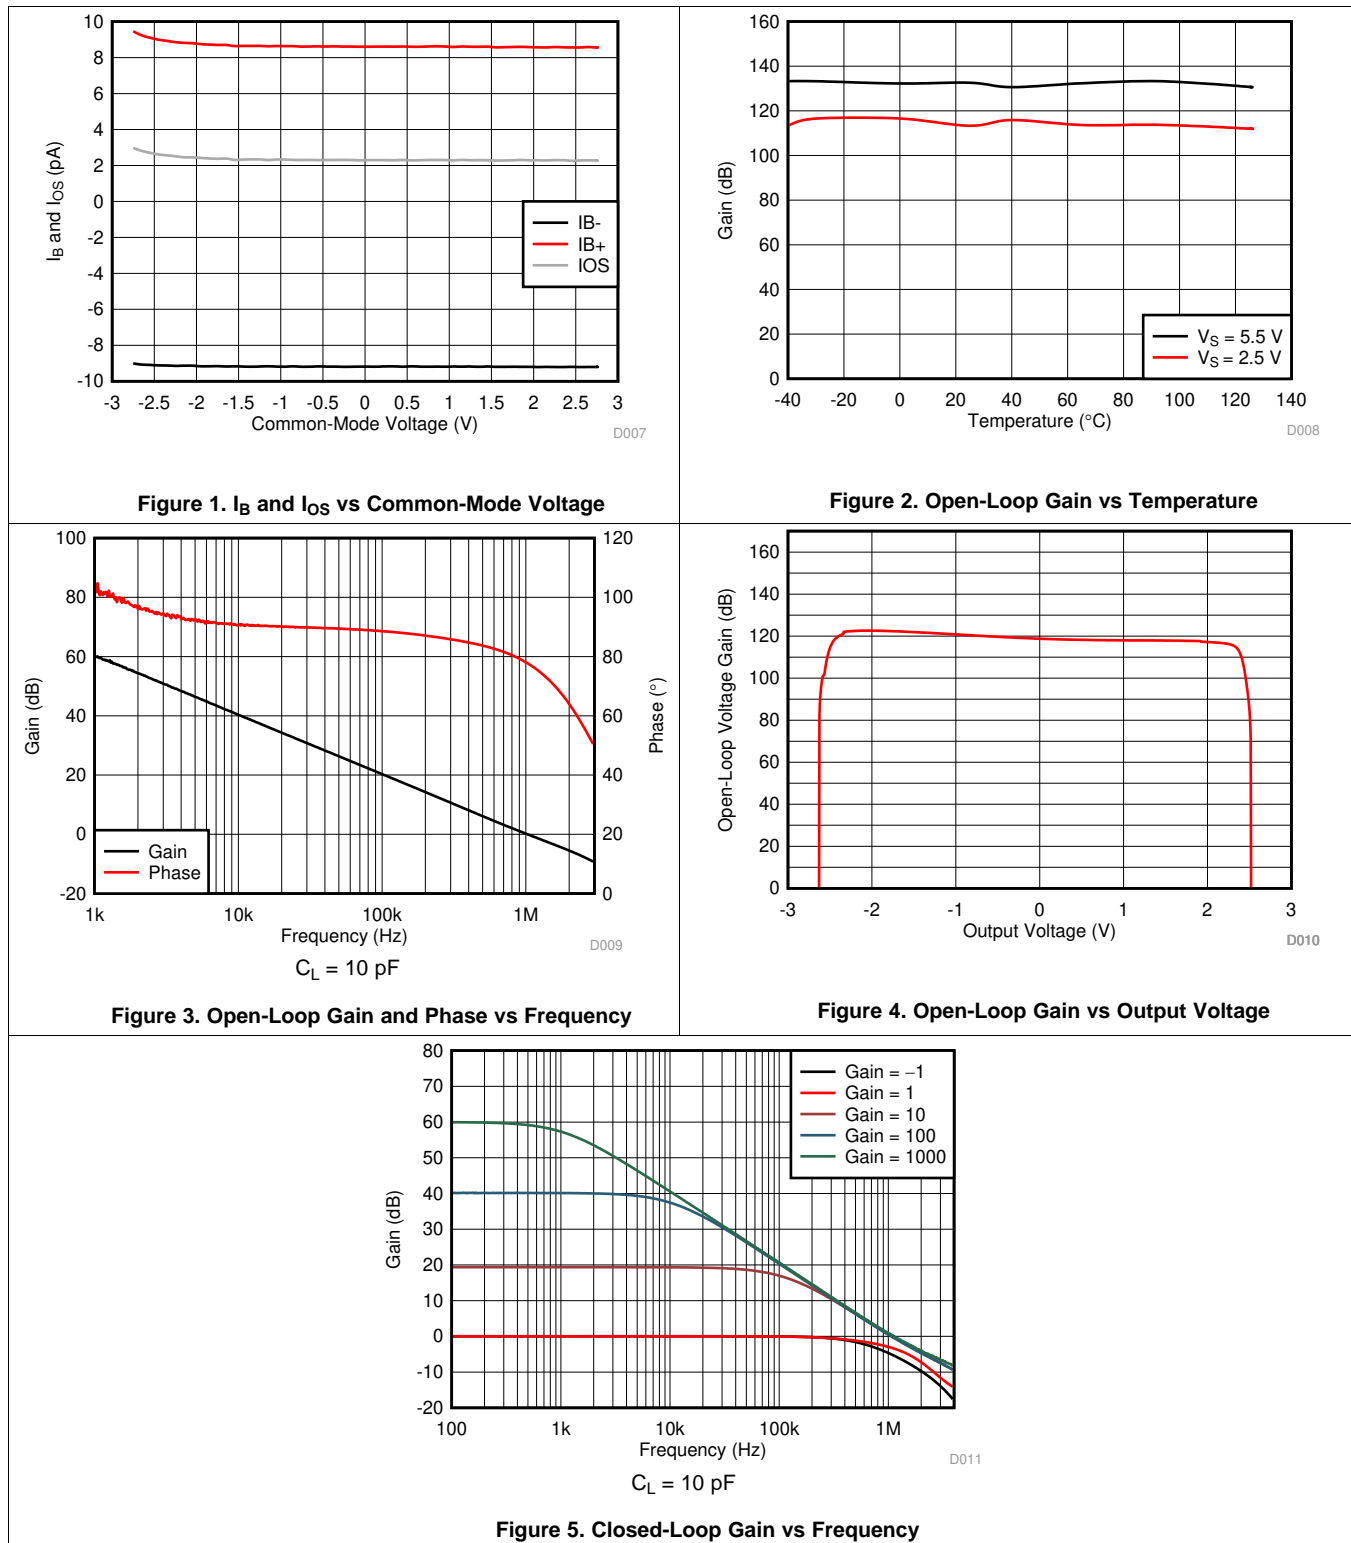 10
8
6
4
2
0
-2
-4
-6
-8
-10
I_B and I_OS (pA)
IB-
IB+
IOS
-3 -2.5 -2 -1.5 -1 -0.5 0 0.5 1 1.5 2 2.5 3
Common-Mode Voltage (V)
D007
Figure 1. I_B and I_OS vs Common-Mode Voltage
160
140
120
100
80
60
40
20
0
Gain (dB)
V_S = 5.5 V
V_S = 2.5 V
-40 -20 0 20 40 60 80 100 120 140
Temperature (°C)
D008
Figure 2. Open-Loop Gain vs Temperature
100
80
60
40
20
0
-20
Gain (dB)
120
100
80
60
40
20
0
Phase (°)
Gain
Phase
1k 10k 100k 1M
Frequency (Hz)
D009
C_L = 10 pF
Figure 3. Open-Loop Gain and Phase vs Frequency
160
140
120
100
80
60
40
20
0
Open-Loop Voltage Gain (dB)
-3 -2 -1 0 1 2 3
Output Voltage (V)
D010
Figure 4. Open-Loop Gain vs Output Voltage
80
70
60
50
40
30
20
10
0
-10
-20
Gain (dB)
Gain = −1
Gain = 1
Gain = 10
Gain = 100
Gain = 1000
100 1k 10k 100k 1M
Frequency (Hz)
D011
C_L = 10 pF
Figure 5. Closed-Loop Gain vs Frequency